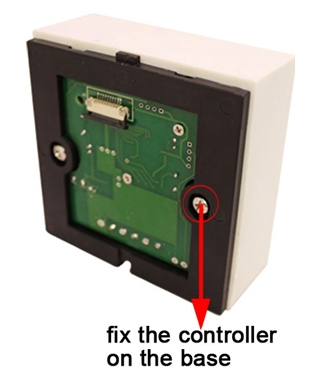 fix the controller
on the base